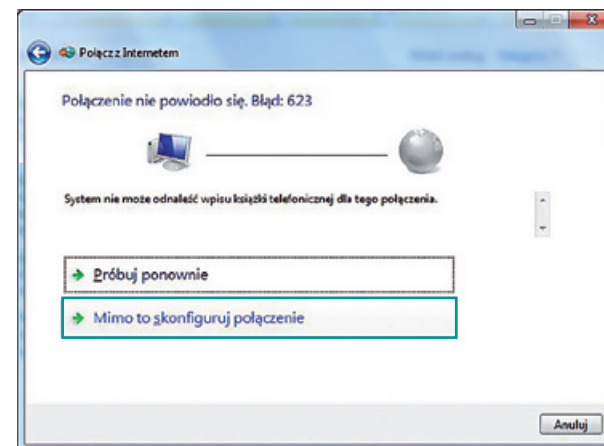 Połącz z Internetem
Połączenie nie powiodło się. Błąd: 623
System nie może odnaleźć wpisu książki telefonicznej dla tego połączenia.
Próbuj ponownie
Mimo to skonfiguruj połączenie
Anuluj